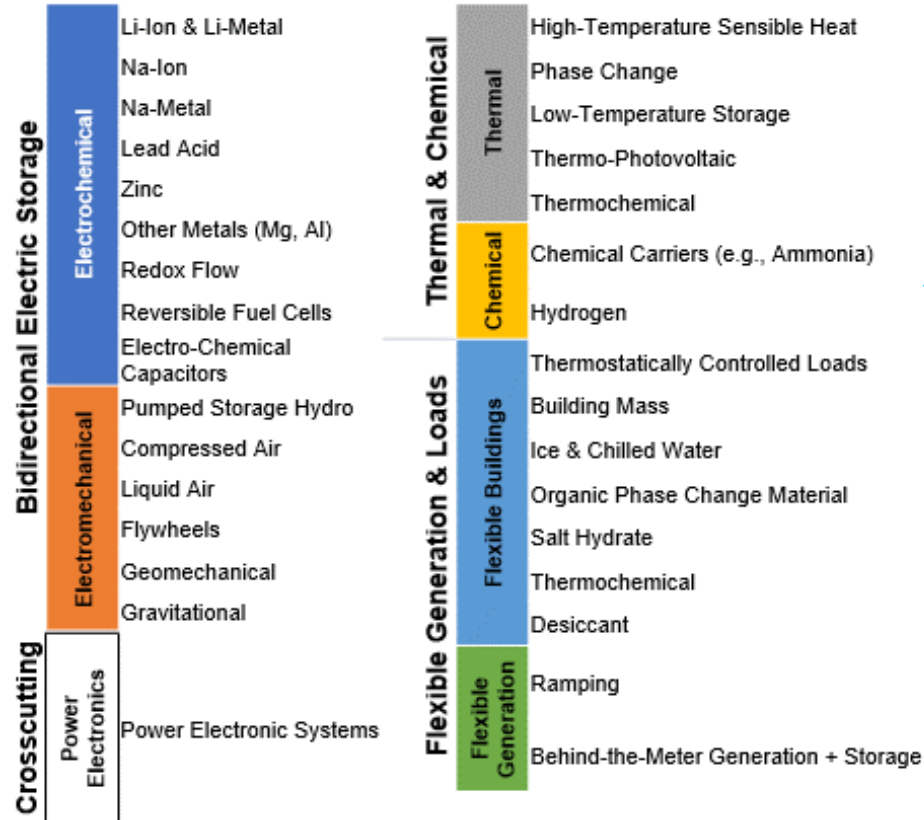 Bidirectional Electric Storage
Electrochemical
Li-Ion & Li-Metal
Na-Ion
Na-Metal
Lead Acid
Zinc
Other Metals (Mg, Al)
Redox Flow
Reversible Fuel Cells
Electro-Chemical
Capacitors
Electromechanical
Pumped Storage Hydro
Compressed Air
Liquid Air
Flywheels
Geomechanical
Gravitational
Crosscutting
Power
Electronics
Power Electronic Systems
Thermal & Chemical
Thermal
High-Temperature Sensible Heat
Phase Change
Low-Temperature Storage
Thermo-Photovoltaic
Thermochemical
Chemical
Chemical Carriers (e.g., Ammonia)
Hydrogen
Flexible Generation & Loads
Flexible Buildings
Thermostatically Controlled Loads
Building Mass
Ice & Chilled Water
Organic Phase Change Material
Salt Hydrate
Thermochemical
Desiccant
Flexible
Generation
Ramping
Behind-the-Meter Generation + Storage